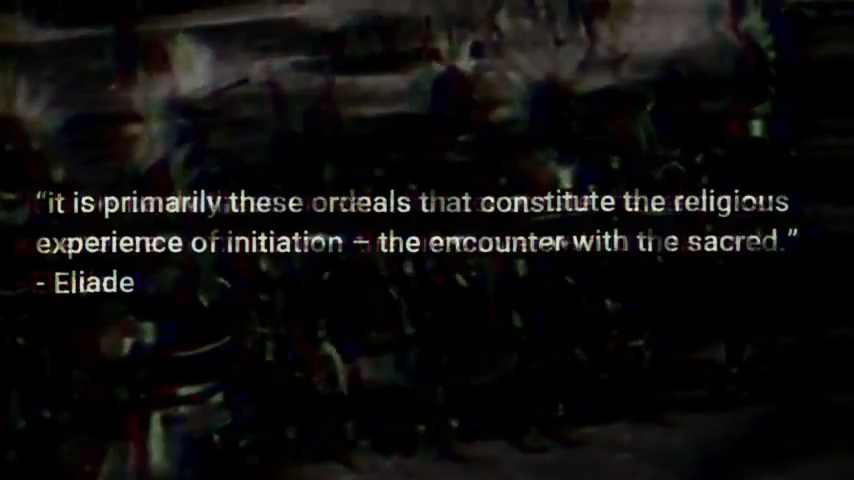 “it is primarily these ordeals that constitute the religious
experience of initiation – the encounter with the sacred.”
- Eliade